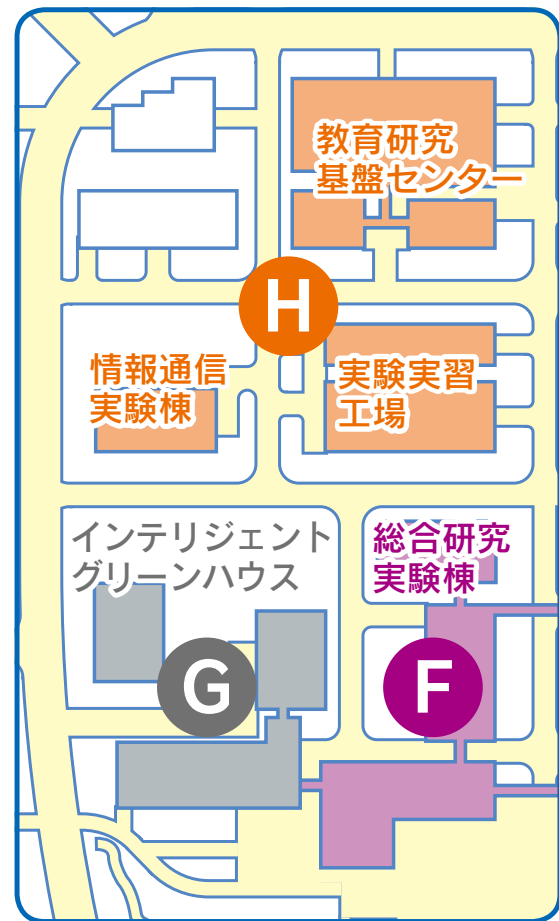 教育研究
基盤センター
H
情報通信
実験棟
実験実習
工場
インテリジェント
グリーンハウス
総合研究
実験棟
G
F